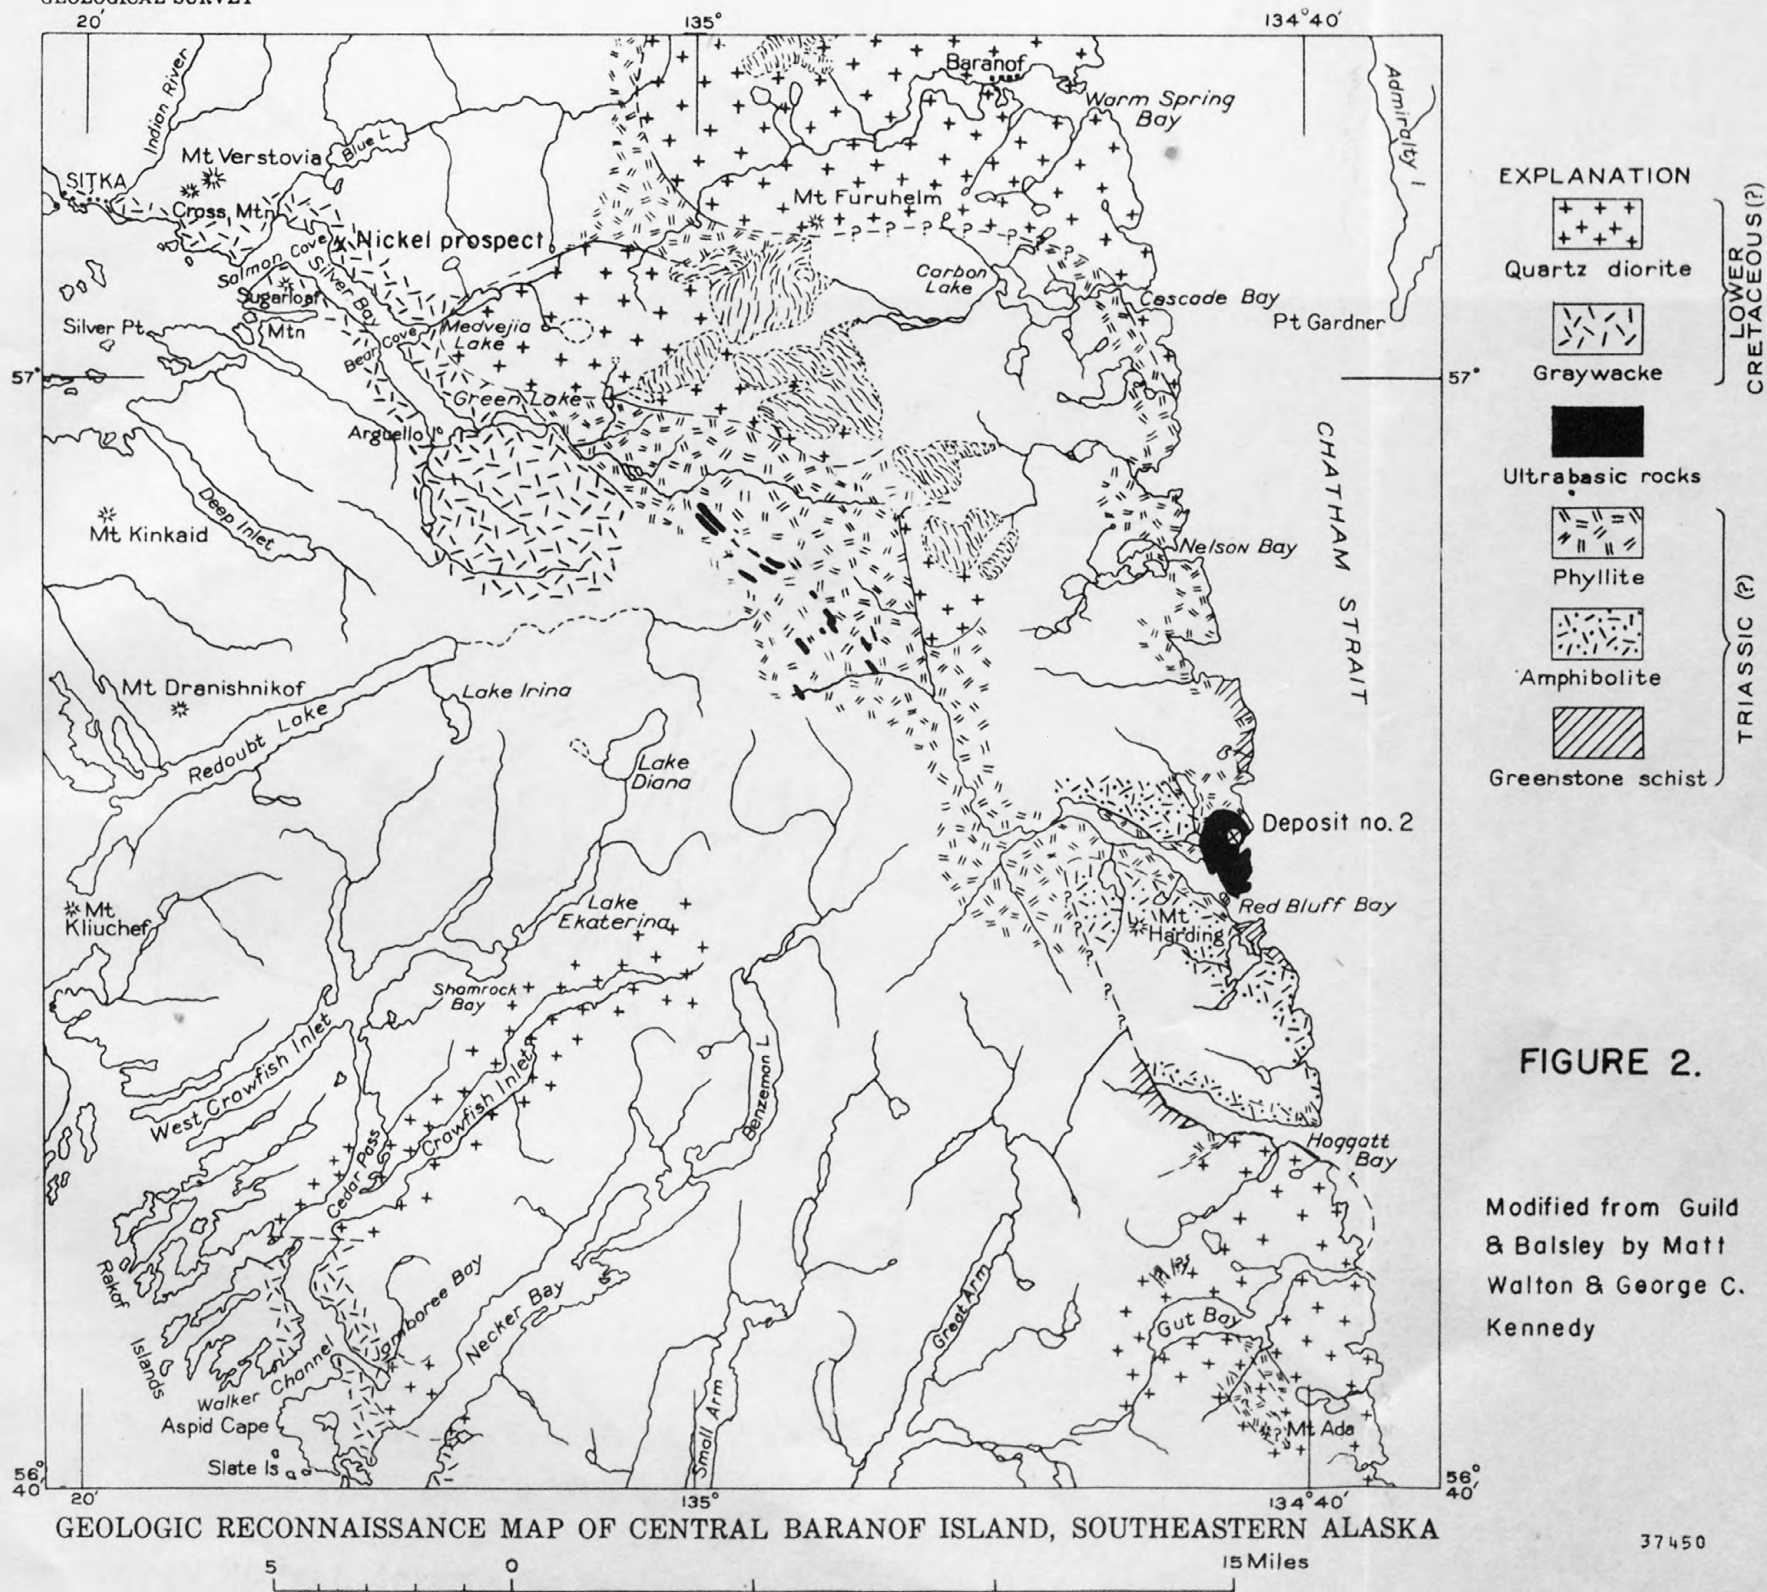 GEOLOGICAL SURVEY
20'
135°
134°40'
Indian River
Baranof
Warm Spring
Bay
Admiralty I
Blue L
Mt Verstovia
SITKA
Cross Mtn
Mt Furuhelm
Nickel prospect
Salmon Cove
Silver Bay
Sugarloaf
Mtn
Carbon
Lake
Cascade Bay
Pt Gardner
Silver Pt
Medvejia
Lake
Bear Cove
57°
57°
Green Lake
Arguello I
CHATHAM STRAIT
Deep Inlet
Mt Kinkaid
Nelson Bay
Mt Dranishnikof
Lake Irina
Redoubt Lake
Lake
Diana
Deposit no. 2
Lake
Ekaterina
Mt
Kliuchef
Red Bluff Bay
Mt
Harding
Shamrock
Bay
West Crawfish Inlet
Crawfish Inlet
Benzeman L
Cedar Pass
Hoggatt
Bay
Rakof
Islands
Jamboree Bay
Necker Bay
Great Arm
Gut Bay
Walker Channel
Aspid Cape
Small Arm
Mt Ada
Slate Is
56°
40'
20'
135°
134°40'
56°
40'
EXPLANATION
Quartz diorite
Graywacke
LOWER
CRETACEOUS (?)
Ultrabasic rocks
Phyllite
Amphibolite
Greenstone schist
TRIASSIC (?)
FIGURE 2.
Modified from Guild
& Balsley by Matt
Walton & George C.
Kennedy
GEOLOGIC RECONNAISSANCE MAP OF CENTRAL BARANOF ISLAND, SOUTHEASTERN ALASKA
37450
5 0 15 Miles